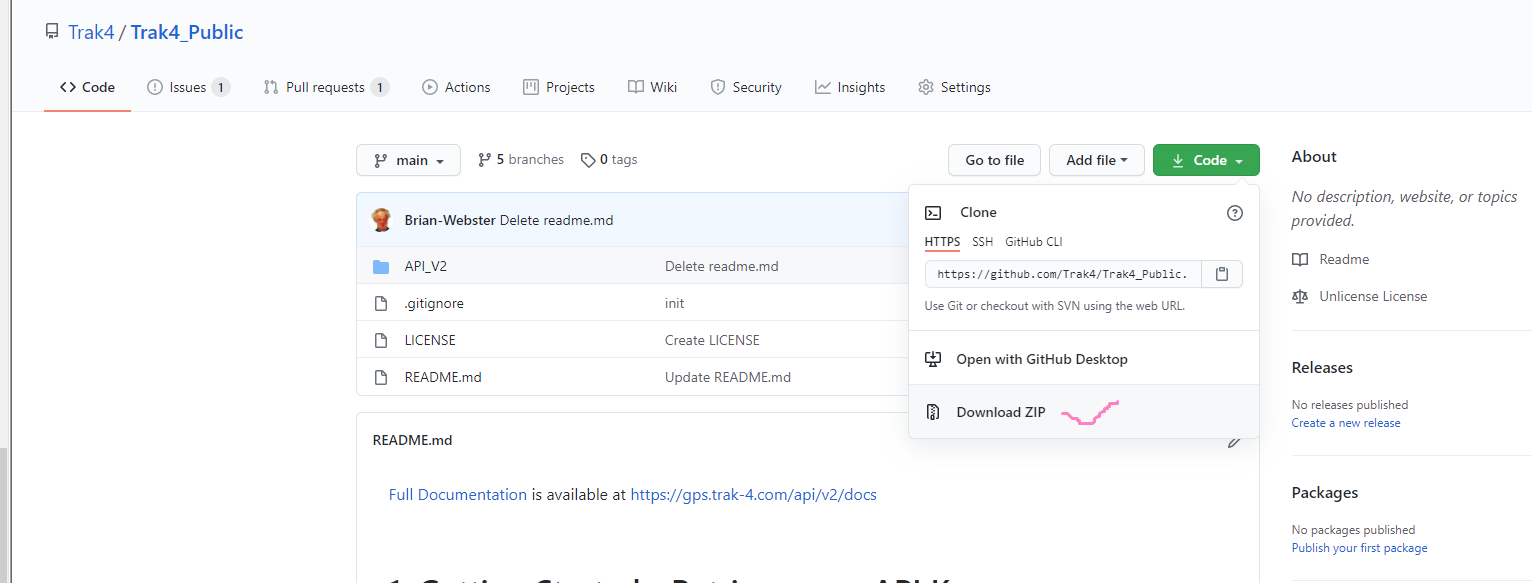 Trak4 / Trak4_Public
Code Issues 1 Pull requests 1 Actions Projects Wiki Security Insights Settings
main 5 branches 0 tags Go to file Add file Code
Brian-Webster Delete readme.md
API_V2 Delete readme.md
.gitignore init
LICENSE Create LICENSE
README.md Update README.md
Clone
HTTPS SSH GitHub CLI
https://github.com/Trak4/Trak4_Public.
Use Git or checkout with SVN using the web URL.
Open with GitHub Desktop
Download ZIP
README.md
Full Documentation is available at https://gps.trak-4.com/api/v2/docs
About
No description, website, or topics
provided.
Readme
Unlicense License
Releases
No releases published
Create a new release
Packages
No packages published
Publish your first package